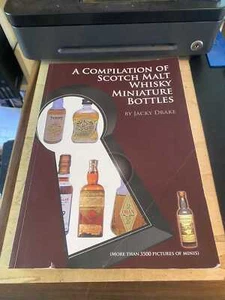 A Compilation of
Scotch Malt
Whisky
Miniature
Bottles
by Jacky Drake
(More than 3500 pictures of minis)